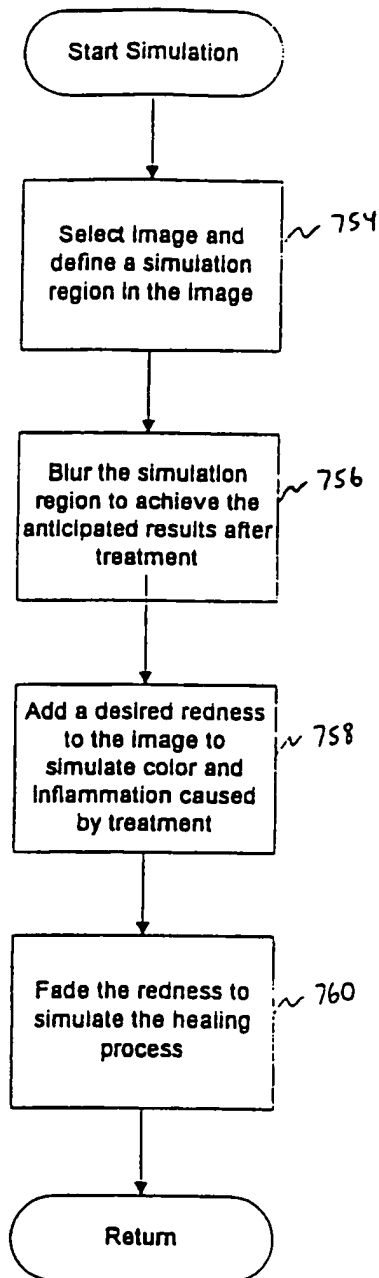 Start Simulation
Select image and
define a simulation
region in the image
754
Blur the simulation
region to achieve the
anticipated results after
treatment
756
Add a desired redness
to the image to
simulate color and
inflammation caused
by treatment
758
Fade the redness to
simulate the healing
process
760
Return